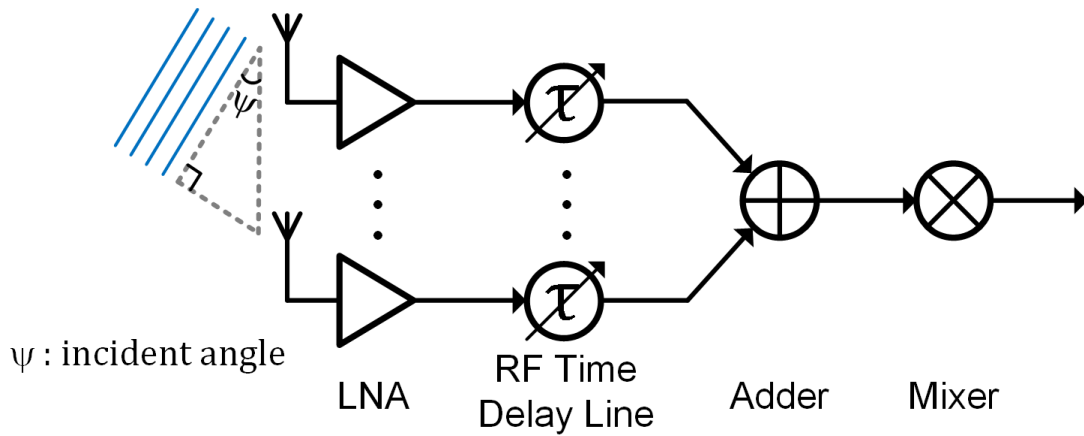 ψ
τ
τ
ψ : incident angle
LNA
RF Time
Delay Line
Adder
Mixer